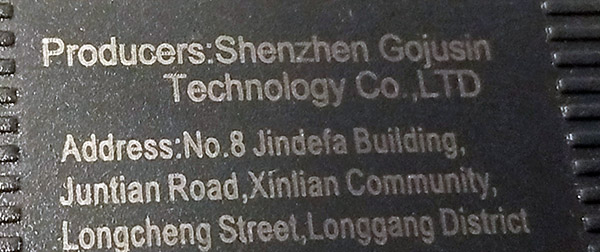 Producers:Shenzhen Gojusin
Technology Co.,LTD
Address:No.8 Jindefa Building,
Juntian Road,Xinlian Community,
Longcheng Street,Longgang District